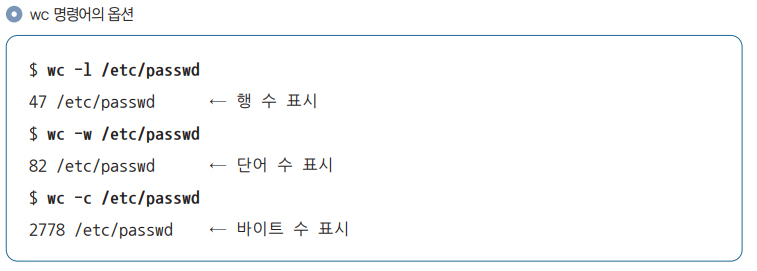 wc 명령어의 옵션
$ wc -l /etc/passwd
47 /etc/passwd ← 행 수 표시
$ wc -w /etc/passwd
82 /etc/passwd ← 단어 수 표시
$ wc -c /etc/passwd
2778 /etc/passwd ← 바이트 수 표시